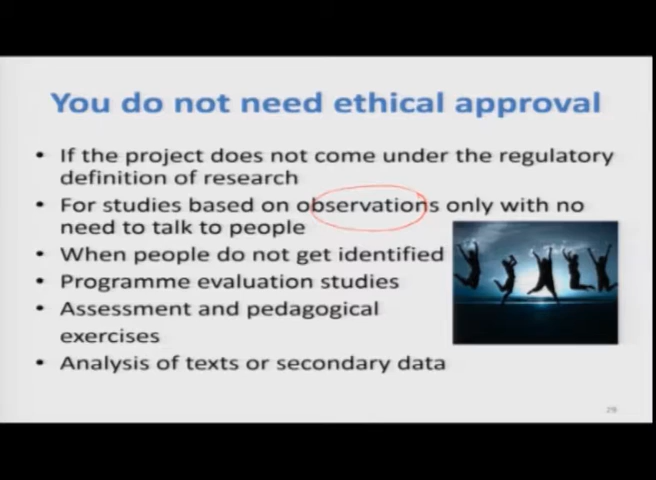 You do not need ethical approval
• If the project does not come under the regulatory
definition of research
• For studies based on observations only with no
need to talk to people
• When people do not get identified
• Programme evaluation studies
• Assessment and pedagogical
exercises
• Analysis of texts or secondary data
29